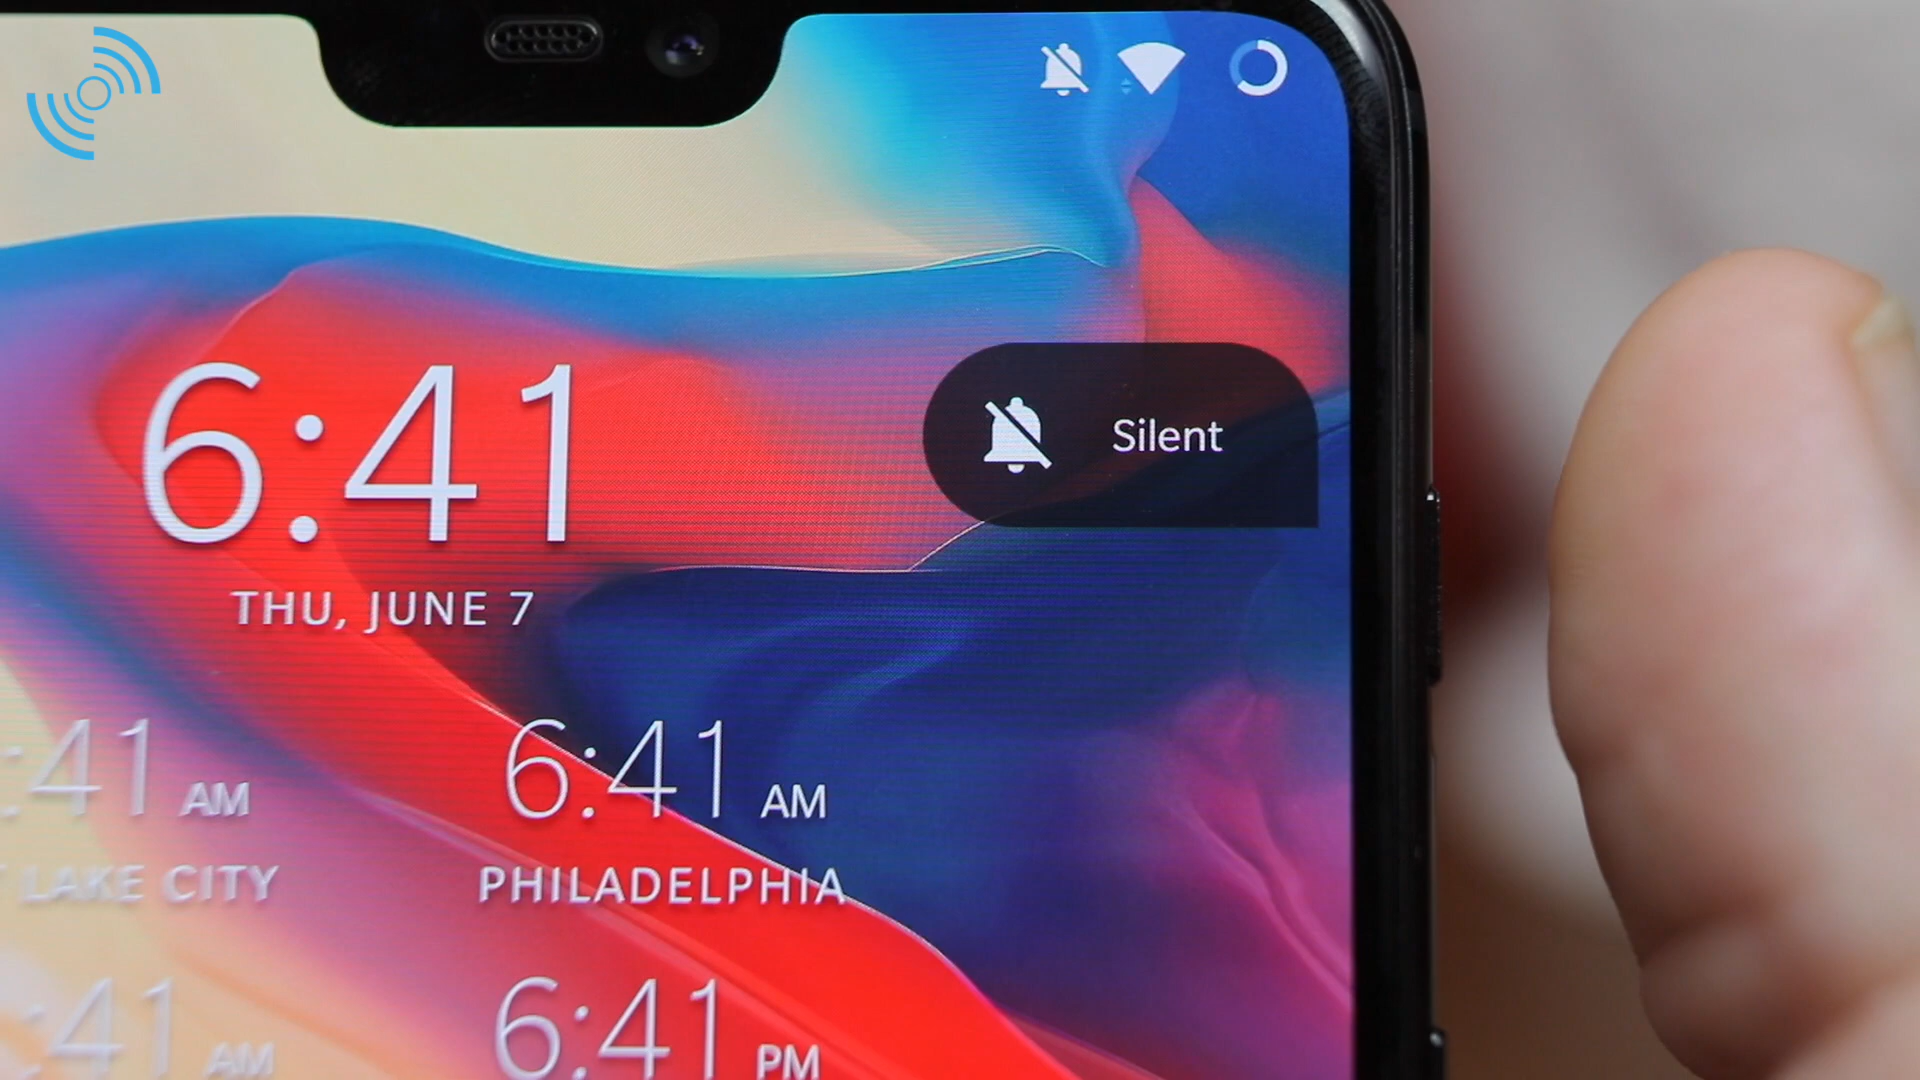 6:41
Silent
THU, JUNE 7
:41 AM
6:41 AM
LAKE CITY
PHILADELPHIA
:41 AM
6:41 PM